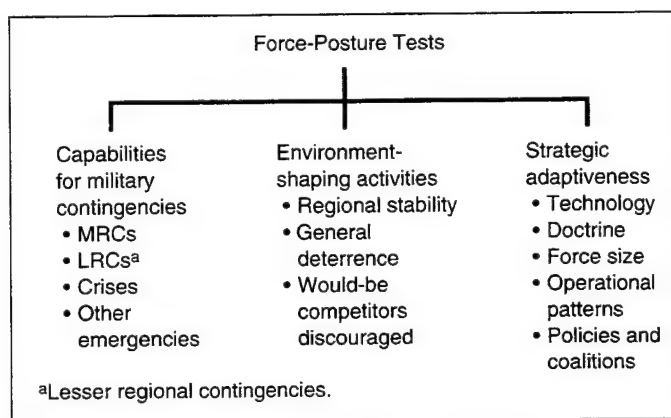 Force-Posture Tests
Capabilities
for military
contingencies
• MRCs
• LRCsa
• Crises
• Other
emergencies
Environment-
shaping activities
• Regional stability
• General
deterrence
• Would-be
competitors
discouraged
Strategic
adaptiveness
• Technology
• Doctrine
• Force size
• Operational
patterns
• Policies and
coalitions
aLesser regional contingencies.